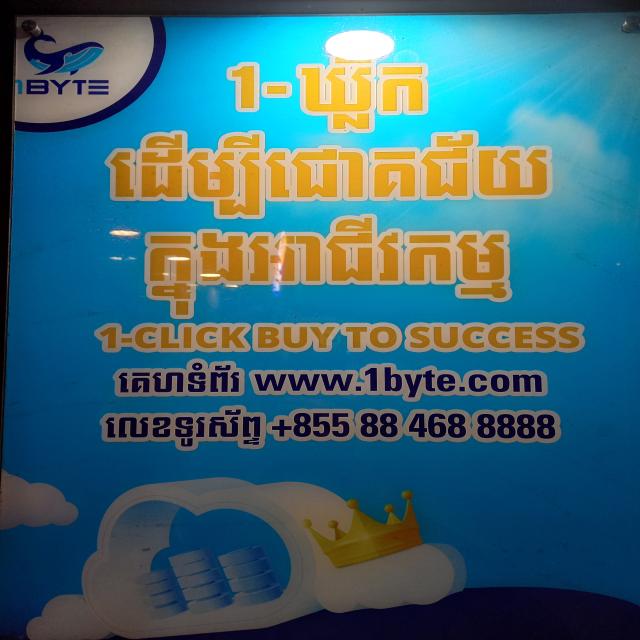 1BYTE
1-ឃ្លីក
ដើម្បីជោគជ័យ
ក្នុងអាជីវកម្ម
1-CLICK BUY TO SUCCESS
គេហទំព័រ www.1byte.com
លេខទូរស័ព្ទ +855 88 468 8888